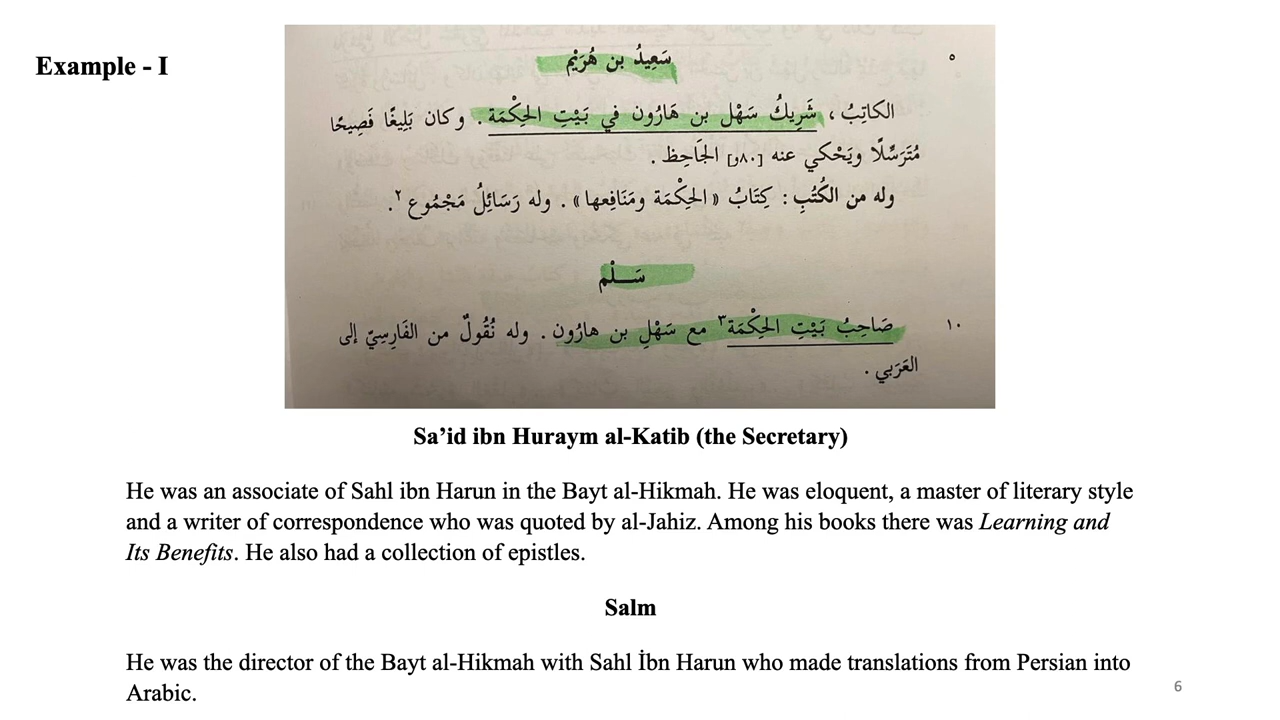 Example - I
سَعِيدُ بن هُرَيْم
٥
الكاتِبُ ، شَرِيكُ سَهْل بن هَارُون في بَيْتِ الحِكْمَة . وكان بَلِيغًا فَصِيحًا
مُتَرَسِّلًا ويَحْكي عنه [٨٠و] الجَاحِظ .
وله من الكُتُبِ : كِتَابُ «الحِكْمَة ومَنَافِعها» . وله رَسَائِلُ مَجْمُوع ٢.
سَــلْم
صَاحِبُ بَيْتِ الحِكْمَة ٣ مع سَهْلِ بن هارُون . وله نُقُولٌ من الفَارِسِيّ إلى
١٠
العَرَبي .
Sa’id ibn Huraym al-Katib (the Secretary)
He was an associate of Sahl ibn Harun in the Bayt al-Hikmah. He was eloquent, a master of literary style
and a writer of correspondence who was quoted by al-Jahiz. Among his books there was Learning and
Its Benefits. He also had a collection of epistles.
Salm
He was the director of the Bayt al-Hikmah with Sahl İbn Harun who made translations from Persian into
Arabic.
6